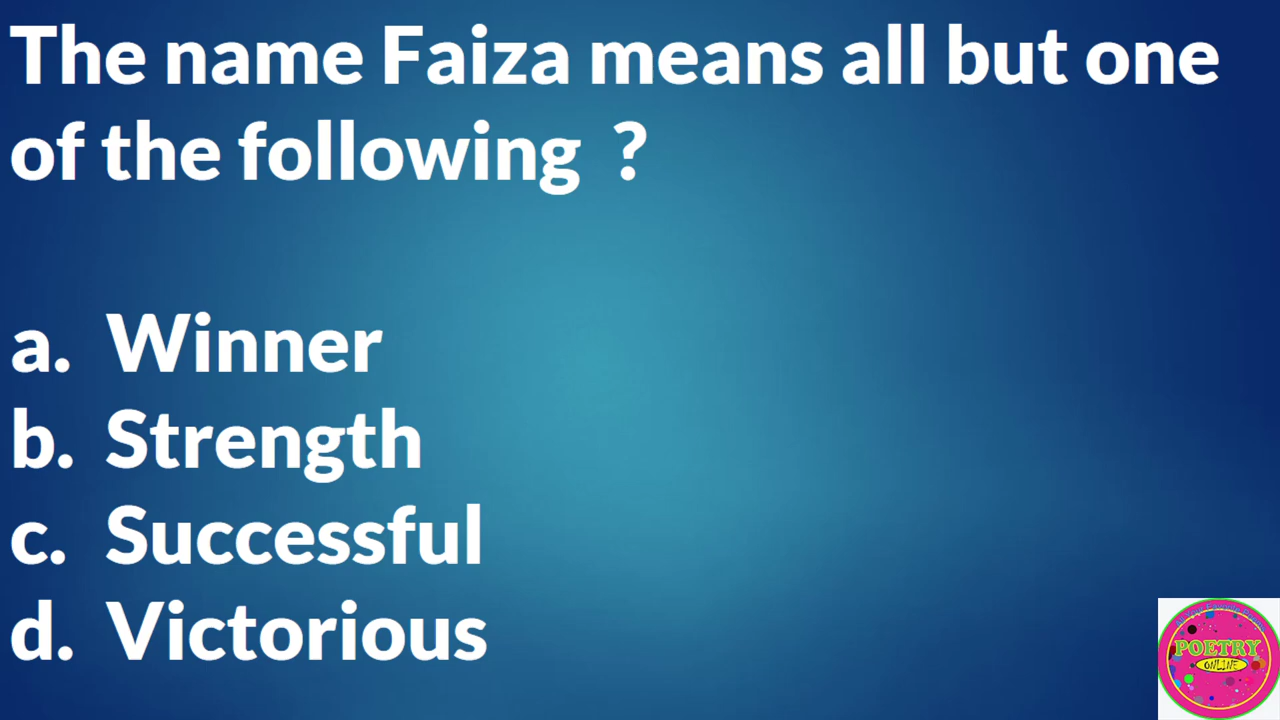 The name Faiza means all but one
of the following ?
a. Winner
b. Strength
c. Successful
d. Victorious
POETRY
ONLINE